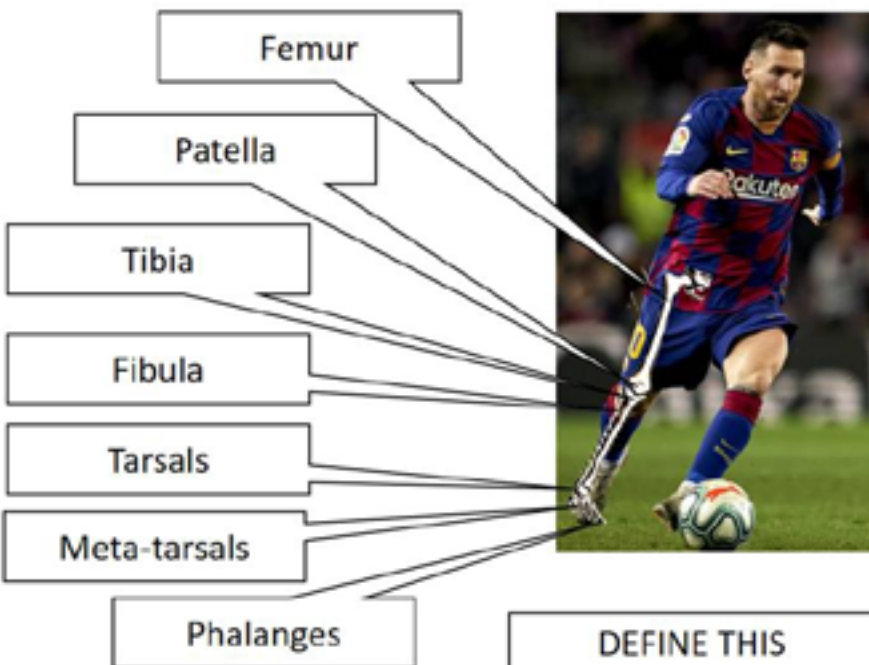 Femur
Patella
Rakuten
Tibia
Fibula
Tarsals
Meta-tarsals
Phalanges
DEFINE THIS